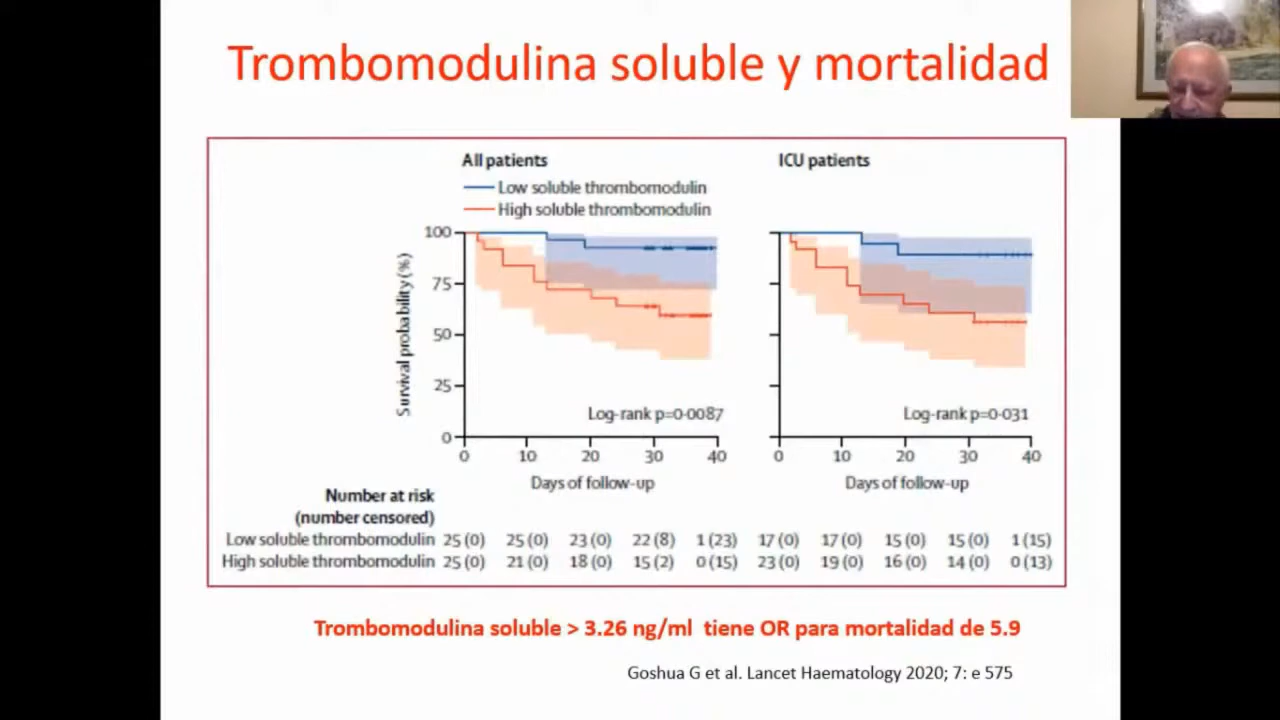 Trombomodulina soluble y mortalidad
All patients
Low soluble thrombomodulin
High soluble thrombomodulin
ICU patients
Survival probability (%)
100
75
50
25
0
Log-rank p=0·0087
0 10 20 30 40
Days of follow-up
Log-rank p=0·031
0 10 20 30 40
Days of follow-up
Number at risk
(number censored)
Low soluble thrombomodulin 25 (0) 25 (0) 23 (0) 22 (8) 1 (23) 17 (0) 17 (0) 15 (0) 15 (0) 1 (15)
High soluble thrombomodulin 25 (0) 21 (0) 18 (0) 15 (2) 0 (15) 23 (0) 19 (0) 16 (0) 14 (0) 0 (13)
Trombomodulina soluble > 3.26 ng/ml tiene OR para mortalidad de 5.9
Goshua G et al. Lancet Haematology 2020; 7: e 575